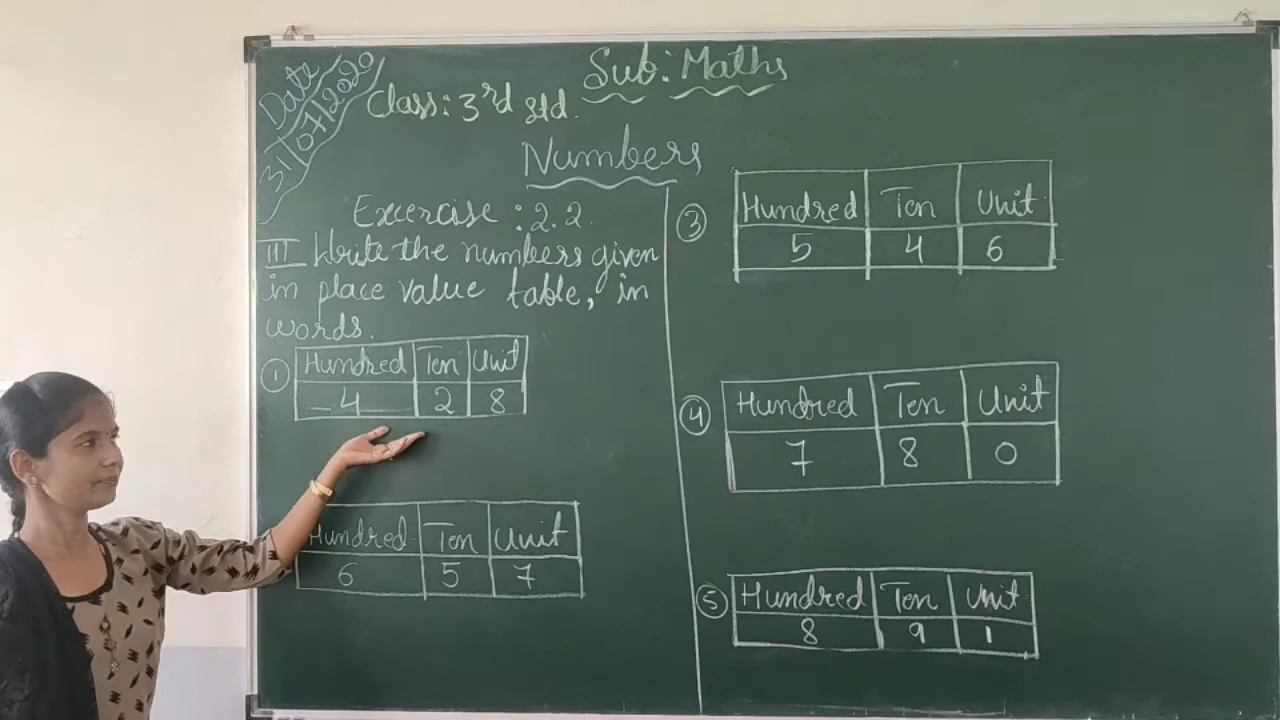 Date
31/07/2020
Sub: Maths
Class: 3rd std.
Numbers
Excercise : 2.2.
III Write the numbers given
in place value table, in
words.
① Hundred Ten Unit
4 2 8
Hundred Ten Unit
6 5 7
③ Hundred Ten Unit
5 4 6
④ Hundred Ten Unit
7 8 0
⑤ Hundred Ten Unit
8 9 1